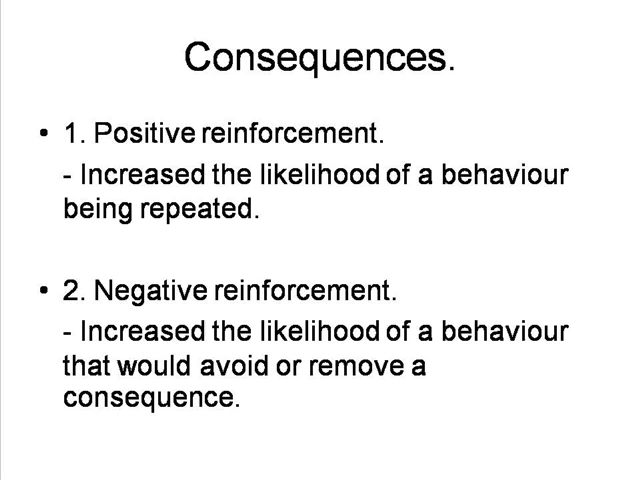 Consequences.
• 1. Positive reinforcement.
- Increased the likelihood of a behaviour
being repeated.
• 2. Negative reinforcement.
- Increased the likelihood of a behaviour
that would avoid or remove a
consequence.